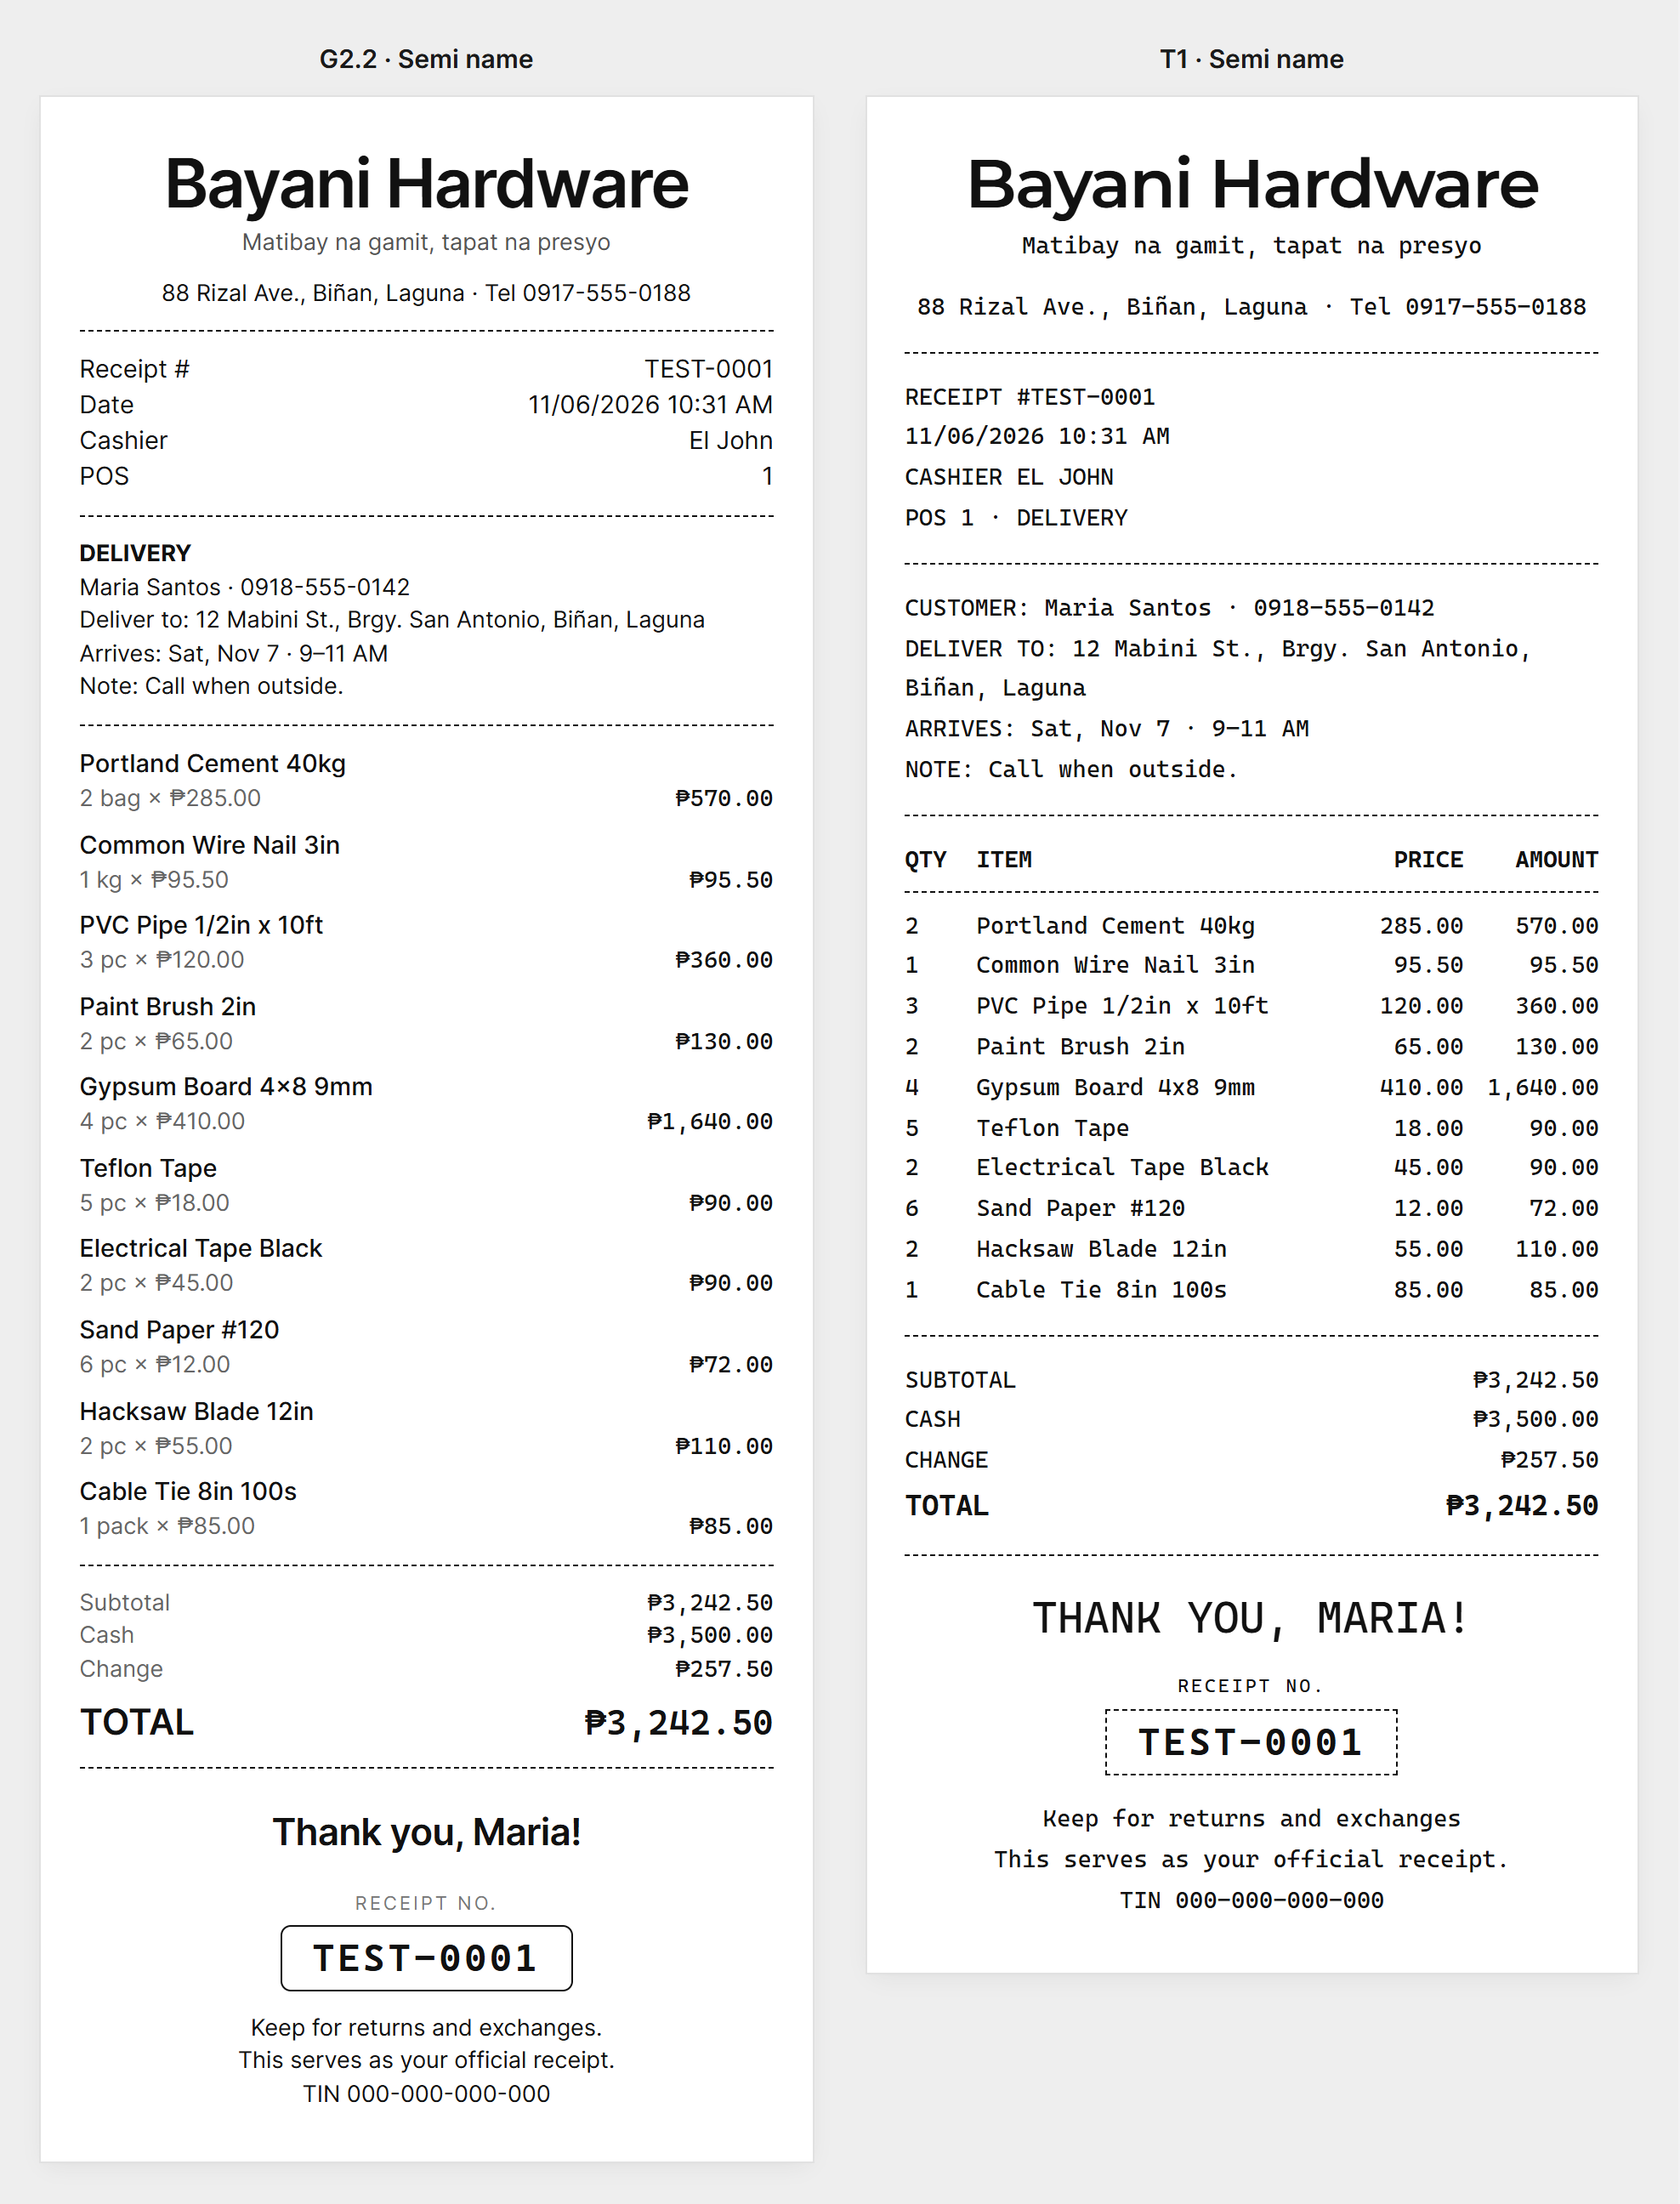 G2.2 · Semi name
Bayani Hardware
Matibay na gamit, tapat na presyo
88 Rizal Ave., Biñan, Laguna · Tel 0917-555-0188
Receipt # TEST-0001
Date 11/06/2026 10:31 AM
Cashier El John
POS 1
DELIVERY
Maria Santos · 0918-555-0142
Deliver to: 12 Mabini St., Brgy. San Antonio, Biñan, Laguna
Arrives: Sat, Nov 7 · 9–11 AM
Note: Call when outside.
Portland Cement 40kg
2 bag × ₱285.00 ₱570.00
Common Wire Nail 3in
1 kg × ₱95.50 ₱95.50
PVC Pipe 1/2in x 10ft
3 pc × ₱120.00 ₱360.00
Paint Brush 2in
2 pc × ₱65.00 ₱130.00
Gypsum Board 4×8 9mm
4 pc × ₱410.00 ₱1,640.00
Teflon Tape
5 pc × ₱18.00 ₱90.00
Electrical Tape Black
2 pc × ₱45.00 ₱90.00
Sand Paper #120
6 pc × ₱12.00 ₱72.00
Hacksaw Blade 12in
2 pc × ₱55.00 ₱110.00
Cable Tie 8in 100s
1 pack × ₱85.00 ₱85.00
Subtotal ₱3,242.50
Cash ₱3,500.00
Change ₱257.50
TOTAL ₱3,242.50
Thank you, Maria!
RECEIPT NO.
TEST-0001
Keep for returns and exchanges.
This serves as your official receipt.
TIN 000-000-000-000
T1 · Semi name
Bayani Hardware
Matibay na gamit, tapat na presyo
88 Rizal Ave., Biñan, Laguna · Tel 0917-555-0188
RECEIPT #TEST-0001
11/06/2026 10:31 AM
CASHIER EL JOHN
POS 1 · DELIVERY
CUSTOMER: Maria Santos · 0918-555-0142
DELIVER TO: 12 Mabini St., Brgy. San Antonio,
Biñan, Laguna
ARRIVES: Sat, Nov 7 · 9–11 AM
NOTE: Call when outside.
QTY ITEM PRICE AMOUNT
2 Portland Cement 40kg 285.00 570.00
1 Common Wire Nail 3in 95.50 95.50
3 PVC Pipe 1/2in x 10ft 120.00 360.00
2 Paint Brush 2in 65.00 130.00
4 Gypsum Board 4x8 9mm 410.00 1,640.00
5 Teflon Tape 18.00 90.00
2 Electrical Tape Black 45.00 90.00
6 Sand Paper #120 12.00 72.00
2 Hacksaw Blade 12in 55.00 110.00
1 Cable Tie 8in 100s 85.00 85.00
SUBTOTAL ₱3,242.50
CASH ₱3,500.00
CHANGE ₱257.50
TOTAL ₱3,242.50
THANK YOU, MARIA!
RECEIPT NO.
TEST-0001
Keep for returns and exchanges
This serves as your official receipt.
TIN 000-000-000-000